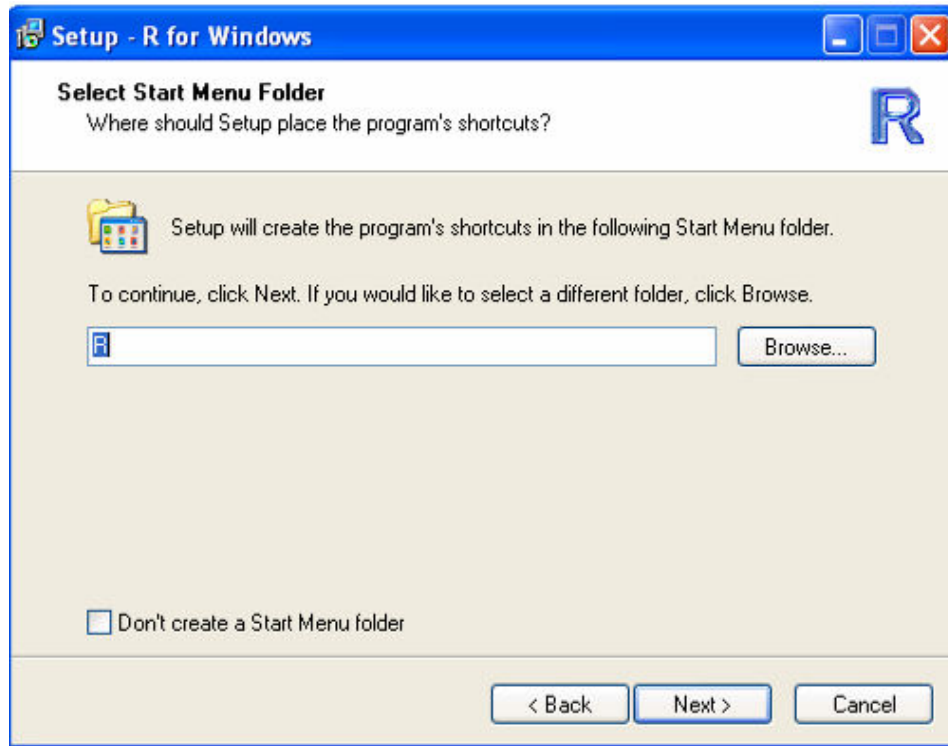 Setup - R for Windows
Select Start Menu Folder
Where should Setup place the program's shortcuts?
R
Setup will create the program's shortcuts in the following Start Menu folder.
To continue, click Next. If you would like to select a different folder, click Browse.
R
Browse...
Don't create a Start Menu folder
< Back
Next >
Cancel